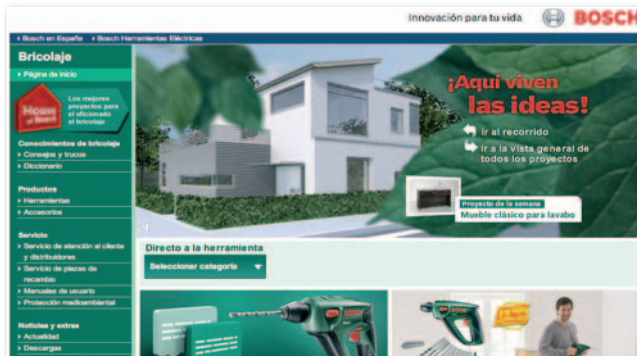 Innovación para tu vida
BOSCH
Bosch en España
Bosch Herramientas Eléctricas
Bricolaje
Página de inicio
House
of Bosch
Los mejores
proyectos para
el aficionado
al bricolaje
Conocimientos de bricolaje
Consejos y trucos
Diccionario
Productos
Herramientas
Accesorios
Servicio
Servicio de atención al cliente
y distribuidores
Servicio de piezas de
recambio
Manuales de usuario
Protección medioambiental
Noticias y extras
Actualidad
Descargas
¡Aquí viven
las ideas!
Ir al recorrido
Ir a la vista general de
todos los proyectos
Proyecto de la semana
Mueble clásico para lavabo
Directo a la herramienta
Seleccionar categoría
BOSCH